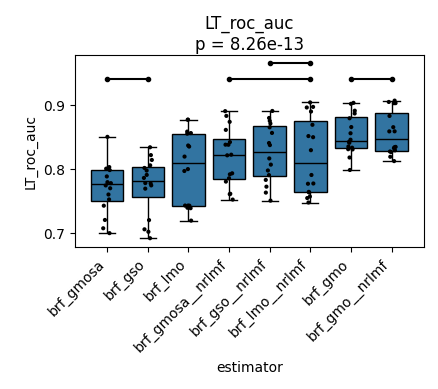 LT_roc_auc
p = 8.26e-13
LT_roc_auc
0.9
0.8
0.7
brf_gmosa
brf_gso
brf_lmo
brf_gmosa__nrlmf
brf_gso__nrlmf
brf_lmo__nrlmf
brf_gmo
brf_gmo__nrlmf
estimator